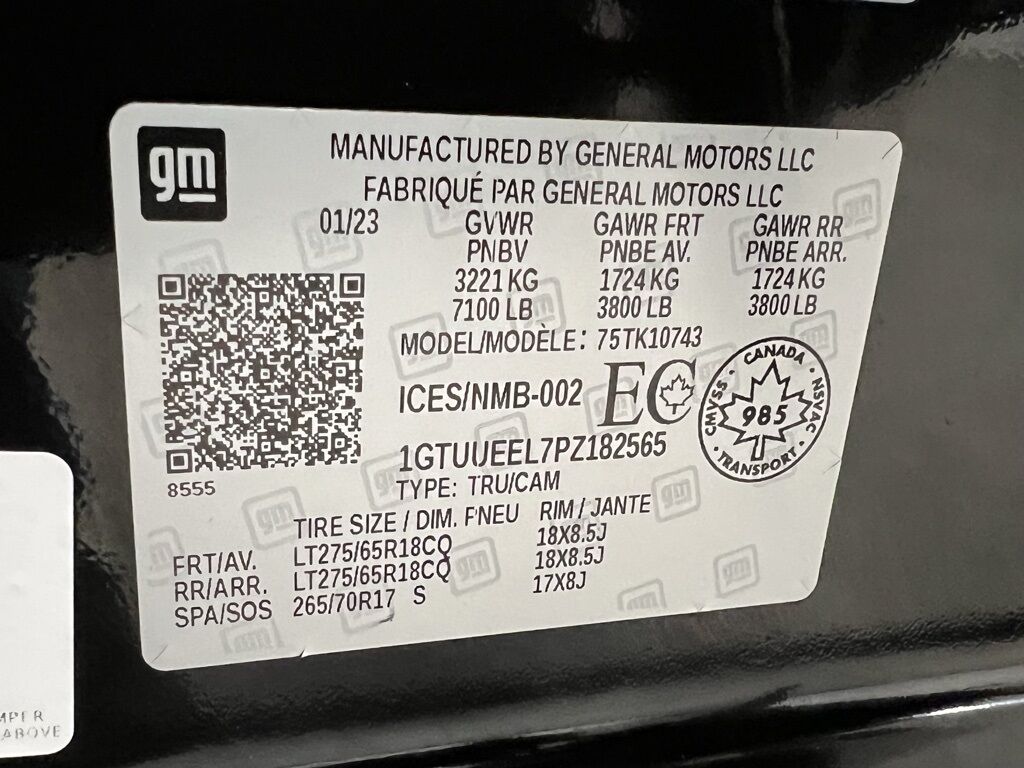 gm
MANUFACTURED BY GENERAL MOTORS LLC
FABRIQUÉ PAR GENERAL MOTORS LLC
01/23 GVWR GAWR FRT GAWR RR
PNBV PNBE AV. PNBE ARR.
3221 KG 1724 KG 1724 KG
7100 LB 3800 LB 3800 LB
MODEL/MODÈLE: 75TK10743
ICES/NMB-002 EC
CANADA
CMVSS 985 NSVAC
TRANSPORT
1GTUUEEL7PZ182565
8555
TYPE: TRU/CAM
TIRE SIZE / DIM. PNEU RIM / JANTE
FRT/AV. LT275/65R18CQ 18X8.5J
RR/ARR. LT275/65R18CQ 18X8.5J
SPA/SOS 265/70R17 S 17X8J
ABOVE